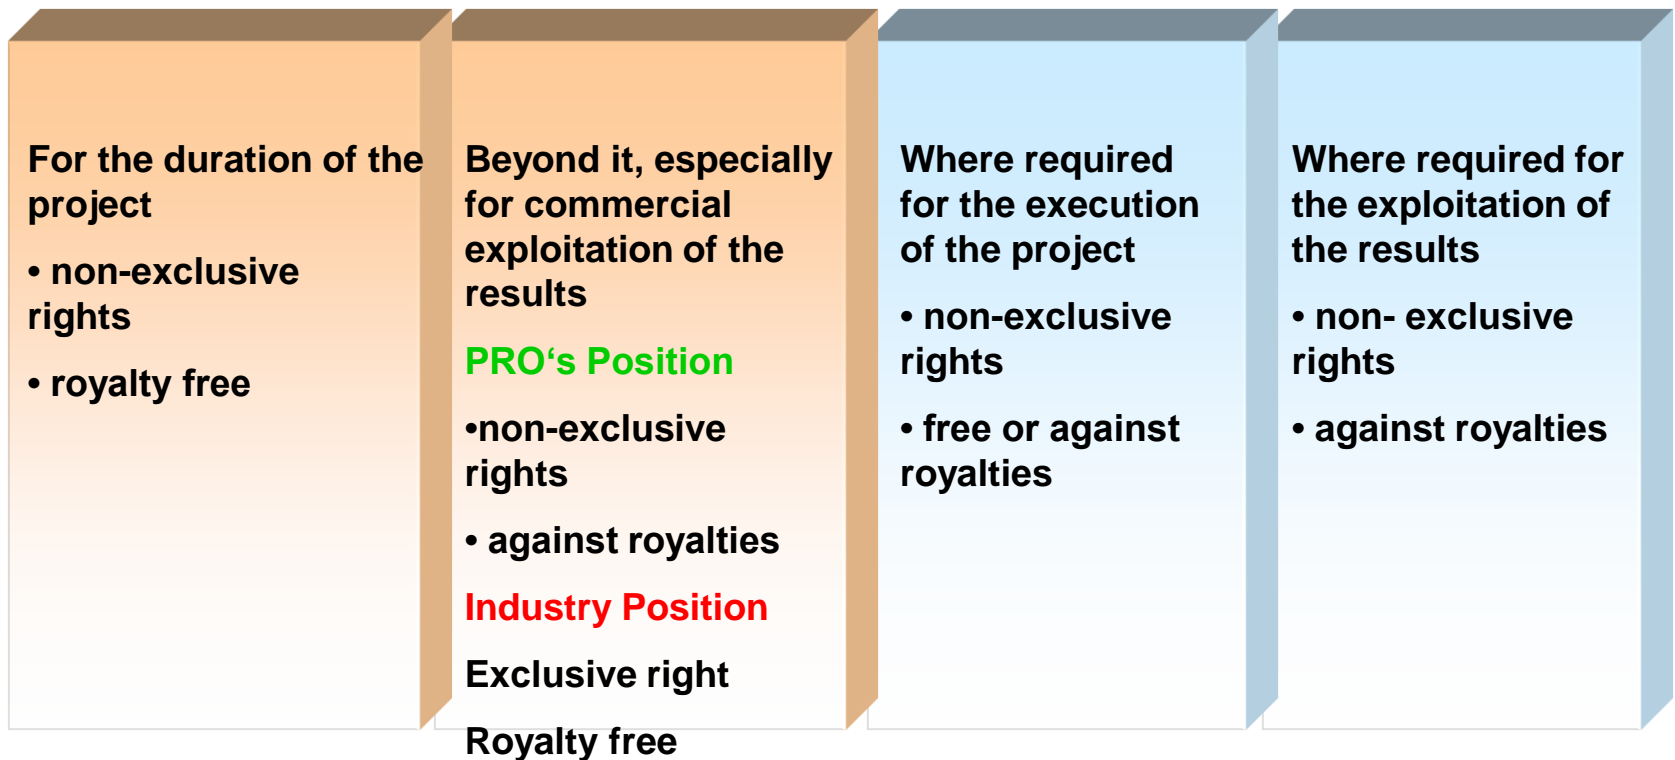 For the duration of the
project
• non-exclusive
rights
• royalty free
Beyond it, especially
for commercial
exploitation of the
results
PRO‘s Position
•non-exclusive
rights
• against royalties
Industry Position
Exclusive right
Royalty free
Where required
for the execution
of the project
• non-exclusive
rights
• free or against
royalties
Where required for
the exploitation of
the results
• non- exclusive
rights
• against royalties